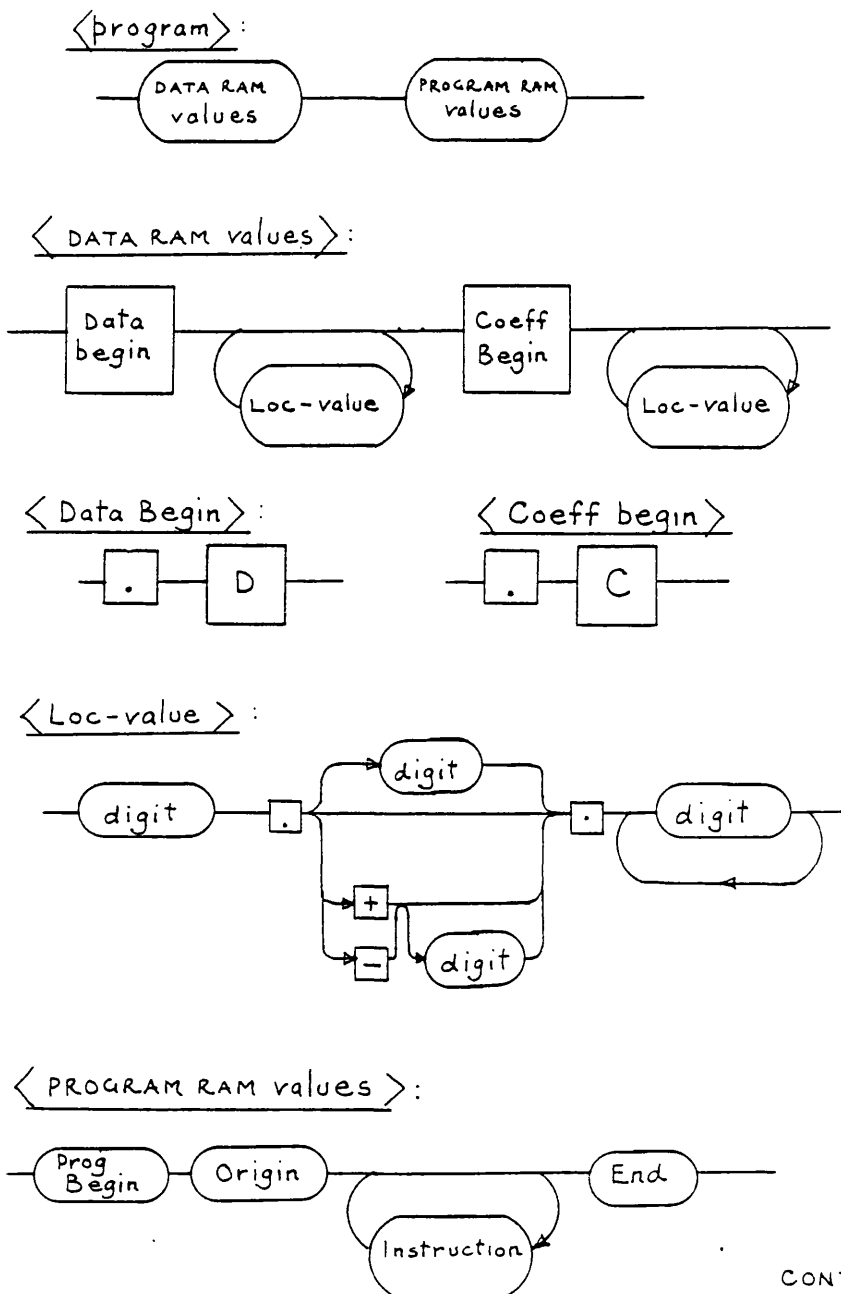 <program>:
DATA RAM values
PROGRAM RAM values
<DATA RAM values>:
Data begin
Coeff Begin
Loc-value
Loc-value
<Data Begin>:
<Coeff begin>
. D
. C
<Loc-value>:
digit
digit . . digit
+
- digit
<PROGRAM RAM values>:
Prog Begin
Origin
End
Instruction
CONT